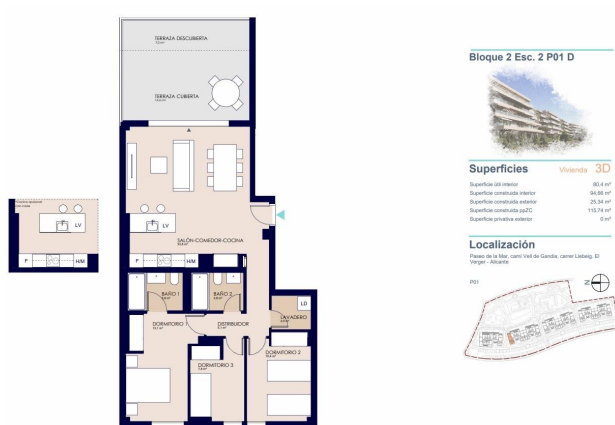 TERRAZA DESCUBIERTA
TERRAZA CUBIERTA
LV
F
H/M
LV
SALÓN-COMEDOR-COCINA
F
H/M
BAÑO 1
BAÑO 2
LD
LAVADERO
DORMITORIO 1
DISTRIBUIDOR
DORMITORIO 2
DORMITORIO 3
Bloque 2 Esc. 2 P01 D
Superficies Vivienda 3D
Superficie útil interior 80,4 m²
Superficie construida interior 94,66 m²
Superficie construida exterior 25,34 m²
Superficie construida ppZC 115,74 m²
Superficie privativa exterior 0 m²
Localización
Paseo de la Mar, camí Vell de Gandia, carrer Llebeig. El
Verger - Alicante
P01
N